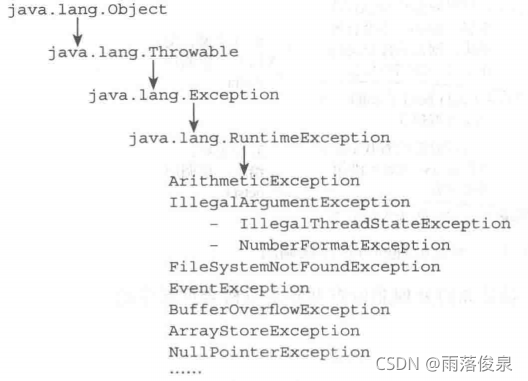 java.lang.Object
java.lang.Throwable
java.lang.Exception
java.lang.RuntimeException
ArithmeticException
IllegalArgumentException
– IllegalThreadStateException
– NumberFormatException
FileSystemNotFoundException
EventException
BufferOverflowException
ArrayStoreException
NullPointerException
......
CSDN @雨落俊泉